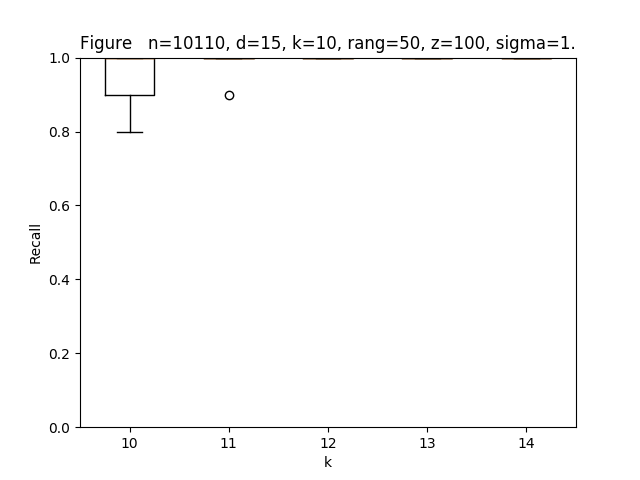 Figure   n=10110, d=15, k=10, rang=50, z=100, sigma=1.
1.0
0.8
0.6
0.4
0.2
0.0
Recall
10 11 12 13 14
k